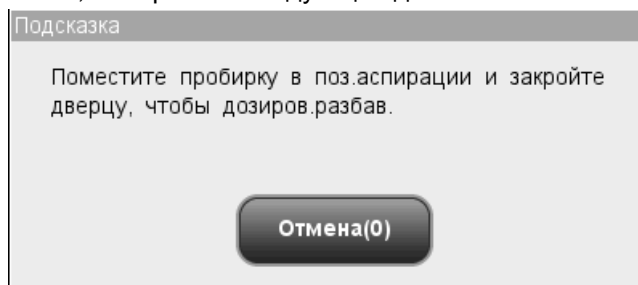 Подсказка
Поместите пробирку в поз.аспирации и закройте
дверцу, чтобы дозиров.разбав.
Отмена(0)